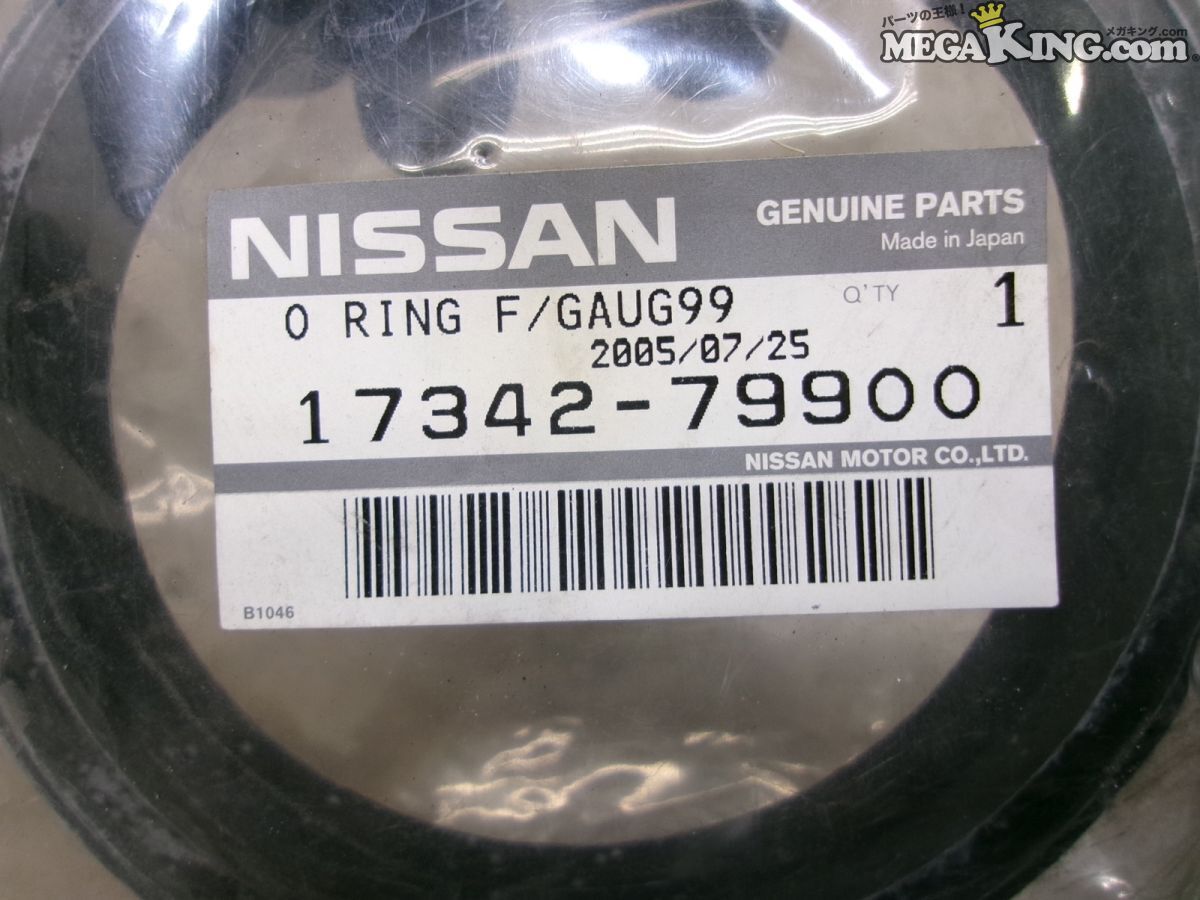 パーツの王様！
メガキング.com
MEGAKING.com
NISSAN
GENUINE PARTS
Made in Japan
O RING F/GAUG99
Q'TY
1
2005/07/25
17342-79900
NISSAN MOTOR CO.,LTD.
B1046